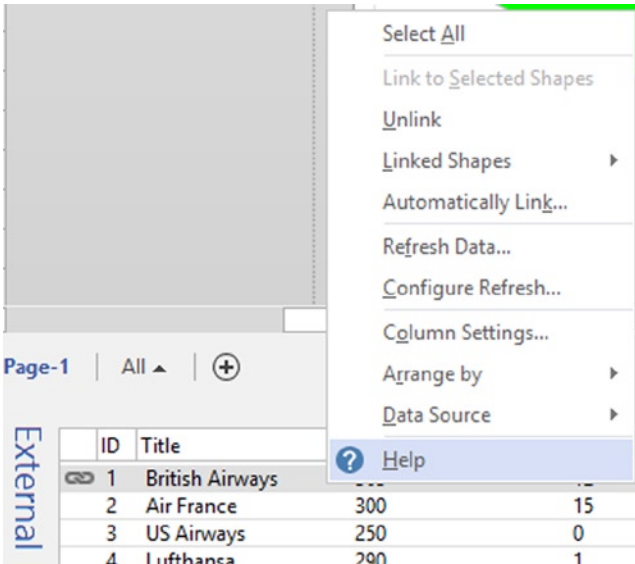 Select All
Link to Selected Shapes
Unlink
Linked Shapes
Automatically Link...
Refresh Data...
Configure Refresh...
Column Settings...
Arrange by
Data Source
Help
Page-1 All
External
ID Title
1 British Airways
2 Air France 300 15
3 US Airways 250 0
4 Lufthansa 290 1